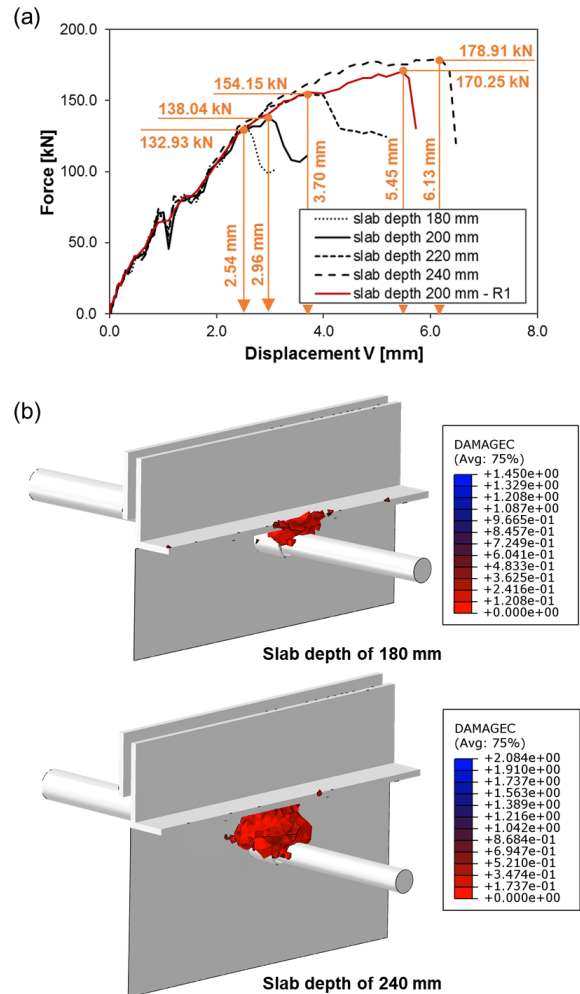 (a)
200.0
150.0
100.0
50.0
0.0
Force [kN]
178.91 kN
170.25 kN
154.15 kN
138.04 kN
132.93 kN
2.54 mm
2.96 mm
3.70 mm
5.45 mm
6.13 mm
slab depth 180 mm
slab depth 200 mm
slab depth 220 mm
slab depth 240 mm
slab depth 200 mm - R1
0.0 2.0 4.0 6.0 8.0
Displacement V [mm]
(b)
DAMAGEC
(Avg: 75%)
+1.450e+00
+1.329e+00
+1.208e+00
+1.087e+00
+9.665e-01
+8.457e-01
+7.249e-01
+6.041e-01
+4.833e-01
+3.625e-01
+2.416e-01
+1.208e-01
+0.000e+00
Slab depth of 180 mm
DAMAGEC
(Avg: 75%)
+2.084e+00
+1.910e+00
+1.737e+00
+1.563e+00
+1.389e+00
+1.216e+00
+1.042e+00
+8.684e-01
+6.947e-01
+5.210e-01
+3.474e-01
+1.737e-01
+0.000e+00
Slab depth of 240 mm